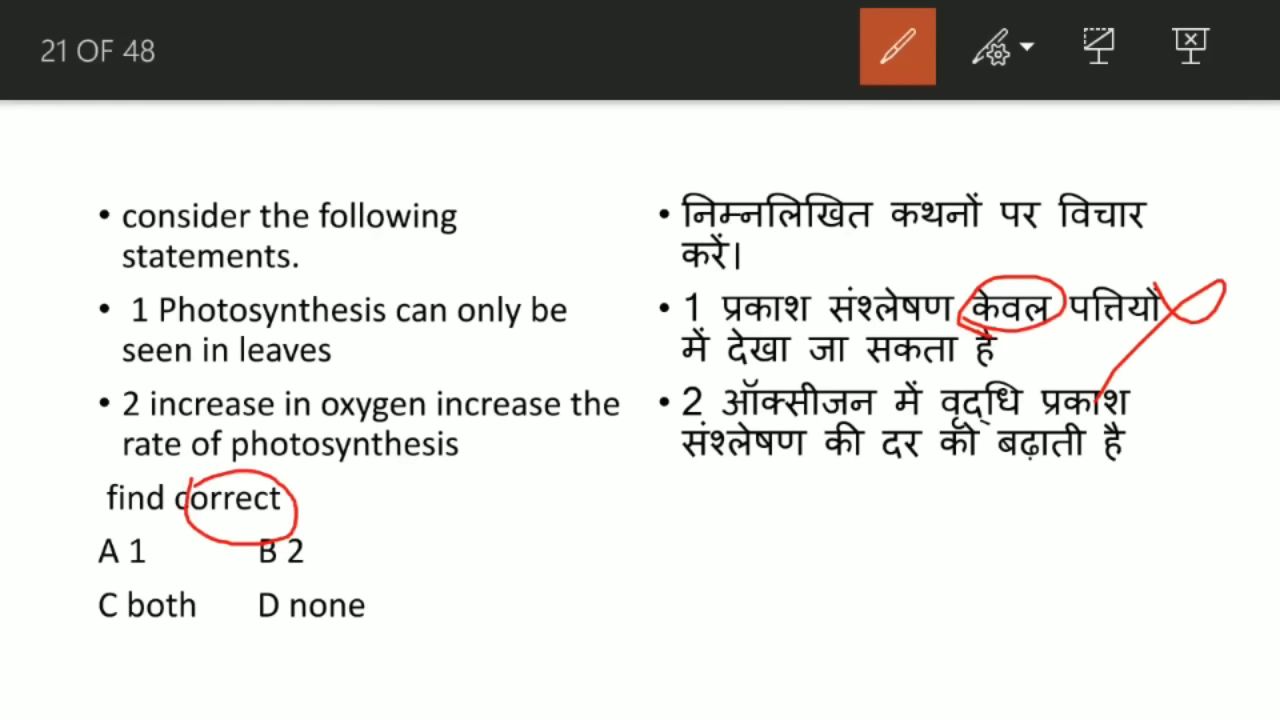 21 OF 48
• consider the following
statements.
• 1 Photosynthesis can only be
seen in leaves
• 2 increase in oxygen increase the
rate of photosynthesis
find correct
A 1 B 2
C both D none
• निम्नलिखित कथनों पर विचार
करें।
• 1 प्रकाश संश्लेषण केवल पत्तियों
में देखा जा सकता है
• 2 ऑक्सीजन में वृद्धि प्रकाश
संश्लेषण की दर को बढ़ाती है